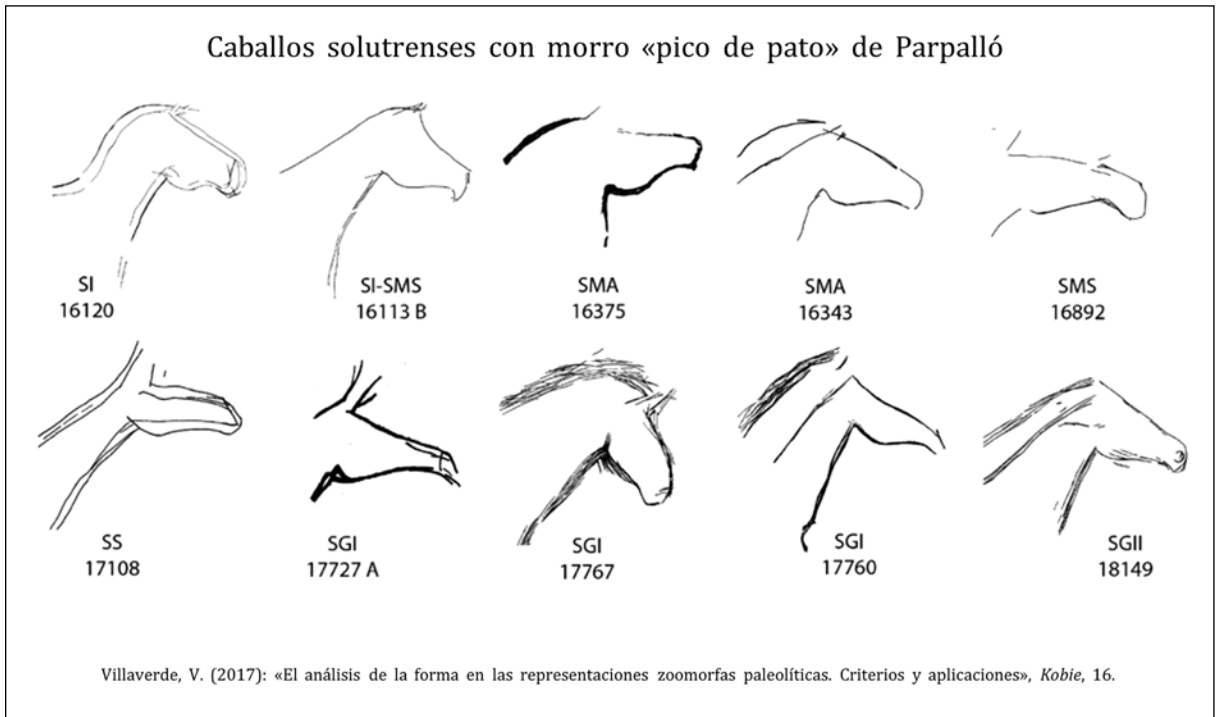 Caballos solutrenses con morro «pico de pato» de Parpalló
SI
16120
SI-SMS
16113 B
SMA
16375
SMA
16343
SMS
16892
SS
17108
SGI
17727 A
SGI
17767
SGI
17760
SGII
18149
Villaverde, V. (2017): «El análisis de la forma en las representaciones zoomorfas paleolíticas. Criterios y aplicaciones», Kobie, 16.